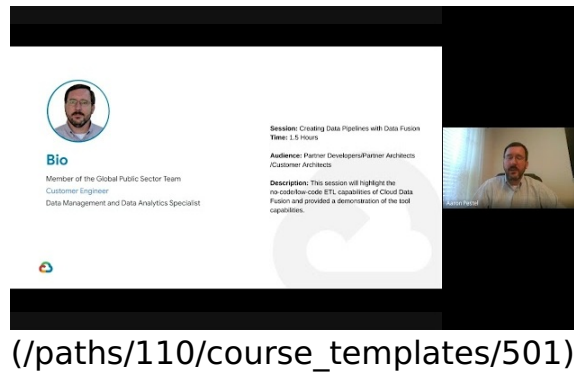 Bio
Member of the Global Public Sector Team
Customer Engineer
Data Management and Data Analytics Specialist
Session: Creating Data Pipelines with Data Fusion
Time: 1.5 Hours
Audience: Partner Developers/Partner Architects
/Customer Architects
Description: This session will highlight the
no-code/low-code ETL capabilities of Cloud Data
Fusion and provided a demonstration of the tool
capabilities.
Aaron Pestel
(/paths/110/course_templates/501)